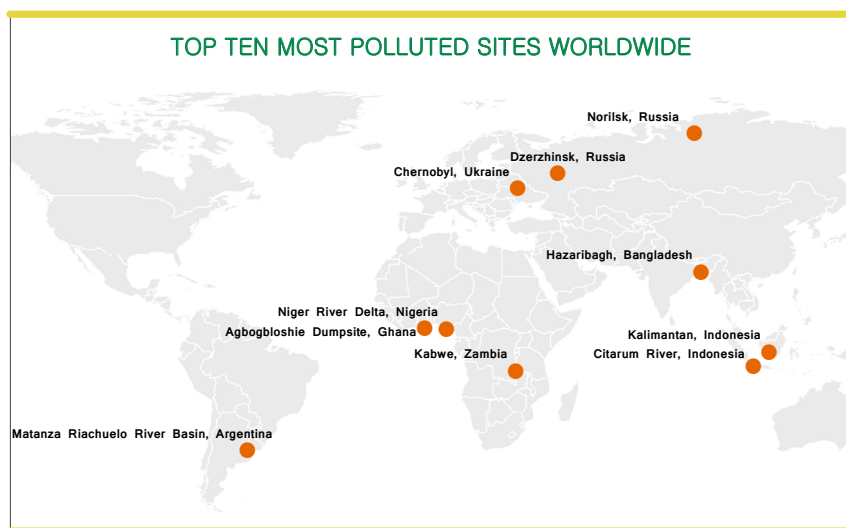 TOP TEN MOST POLLUTED SITES WORLDWIDE
Norilsk, Russia
Dzerzhinsk, Russia
Chernobyl, Ukraine
Hazaribagh, Bangladesh
Niger River Delta, Nigeria
Agbogbloshie Dumpsite, Ghana
Kalimantan, Indonesia
Kabwe, Zambia
Citarum River, Indonesia
Matanza Riachuelo River Basin, Argentina